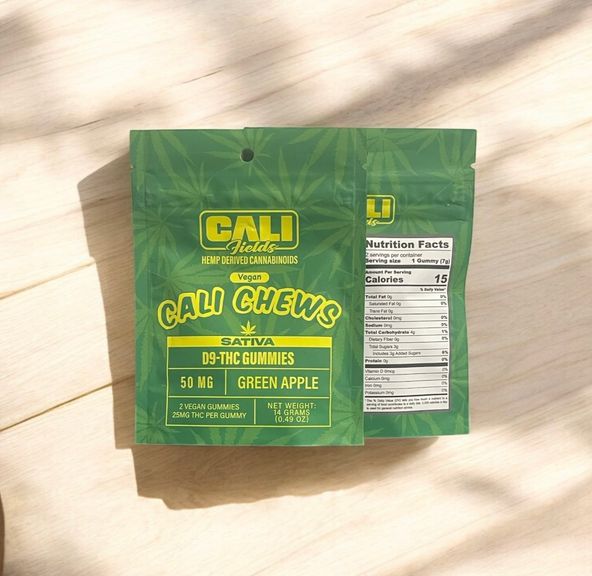 CALI
Fields
HEMP DERIVED CANNABINOIDS
Vegan
CALI CHEWS
SATIVA
D9-THC GUMMIES
50 MG
GREEN APPLE
2 VEGAN GUMMIES
25MG THC PER GUMMY
NET WEIGHT:
14 GRAMS
(0.49 OZ)
LI
ds
Nutrition Facts
2 servings per container
Serving size 1 Gummy (7g)
Amount Per Serving
Calories 15
% Daily Value*
Total Fat 0g 0%
Saturated Fat 0g 0%
Trans Fat 0g
Cholesterol 0mg 0%
Sodium 0mg 0%
Total Carbohydrate 4g 1%
Dietary Fiber 0g 0%
Total Sugars 3g
Includes 3g Added Sugars 6%
Protein 0g 0%
Vitamin D 0mcg 0%
Calcium 0mg 0%
Iron 0mg 0%
Potassium 0mg 0%